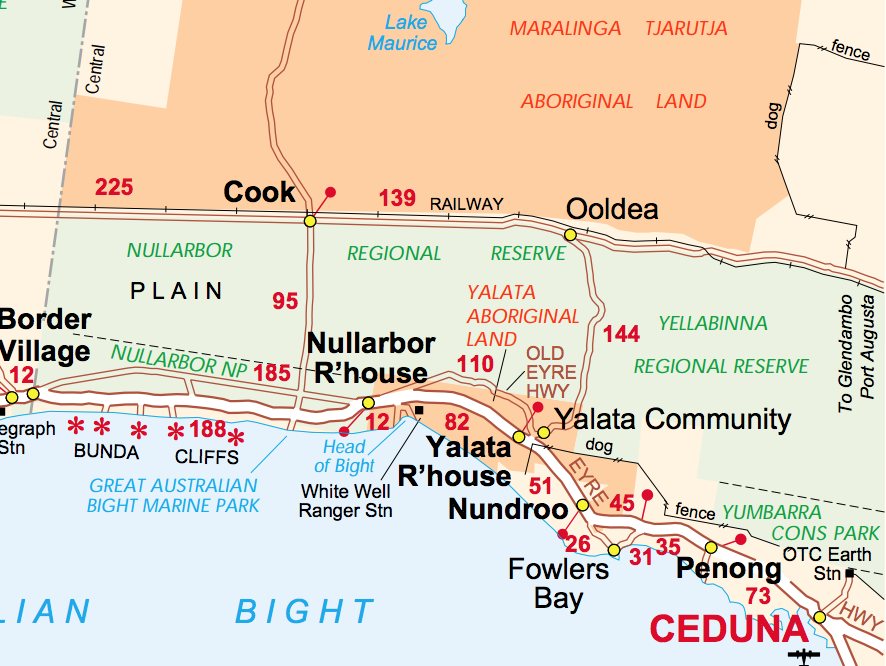 E
W
Central
Central
Lake
Maurice
MARALINGA TJARUTJA
ABORIGINAL LAND
fence
dog
225
Cook
139
RAILWAY
Ooldea
NULLARBOR REGIONAL RESERVE
PLAIN
95
YALATA
ABORIGINAL
LAND
144
YELLABINNA
REGIONAL RESERVE
To Glendambo
Port Augusta
Border
Village
12
NULLARBOR NP
185
Nullarbor
R'house
110
OLD
EYRE
HWY
egraph
Stn
BUNDA
CLIFFS
188
12
82
Head
of Bight
Yalata Community
Yalata
R'house
dog
GREAT AUSTRALIAN
BIGHT MARINE PARK
White Well
Ranger Stn
51
EYRE
45
Nundroo
fence
YUMBARRA
CONS PARK
26
31
35
OTC Earth
Stn
Fowlers
Bay
Penong
73
LIAN BIGHT
CEDUNA
HWY